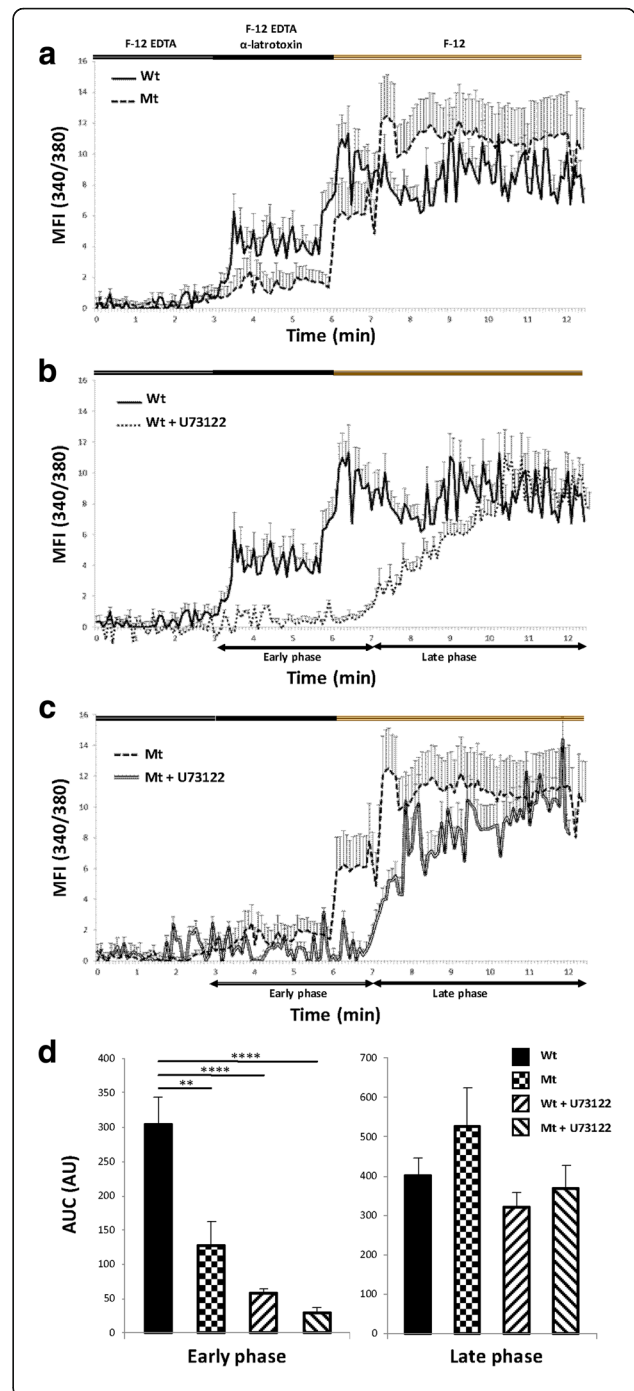 F-12 EDTA
F-12 EDTA
α-latrotoxin
F-12
a
16
14
12
10
8
6
4
2
0
MFI (340/380)
Wt
Mt
0 1 2 3 4 5 6 7 8 9 10 11 12
Time (min)
b
16
14
12
10
8
6
4
2
0
MFI (340/380)
Wt
Wt + U73122
0 1 2 3 4 5 6 7 8 9 10 11 12
Early phase
Late phase
Time (min)
c
16
14
12
10
8
6
4
2
0
MFI (340/380)
Mt
Mt + U73122
0 1 2 3 4 5 6 7 8 9 10 11 12
Early phase
Late phase
Time (min)
d
400
350
300
250
200
150
100
50
0
AUC (AU)
****
****
**
Early phase
700
600
500
400
300
200
100
0
Wt
Mt
Wt + U73122
Mt + U73122
Late phase